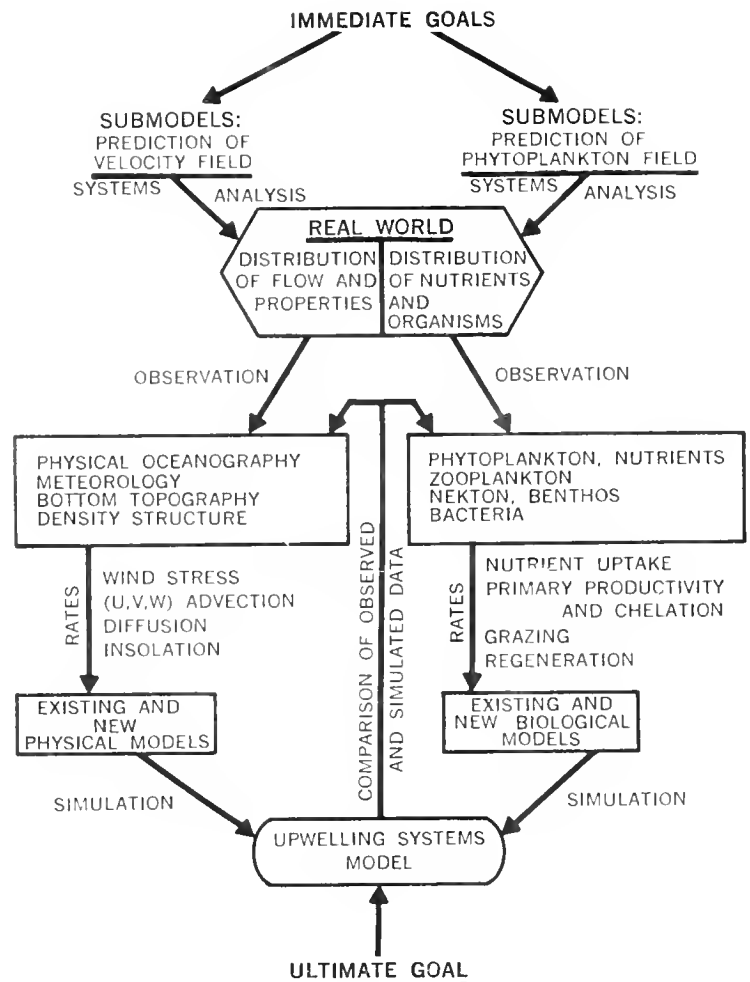 IMMEDIATE GOALS
SUBMODELS:
PREDICTION OF
VELOCITY FIELD
SYSTEMS
ANALYSIS
SUBMODELS:
PREDICTION OF
PHYTOPLANKTON FIELD
SYSTEMS
ANALYSIS
REAL WORLD
DISTRIBUTION
OF FLOW AND
PROPERTIES
DISTRIBUTION
OF NUTRIENTS
AND
ORGANISMS
OBSERVATION
OBSERVATION
PHYSICAL OCEANOGRAPHY
METEOROLOGY
BOTTOM TOPOGRAPHY
DENSITY STRUCTURE
PHYTOPLANKTON, NUTRIENTS
ZOOPLANKTON
NEKTON, BENTHOS
BACTERIA
RATES
WIND STRESS
(U,V,W) ADVECTION
DIFFUSION
INSOLATION
COMPARISON OF OBSERVED
AND SIMULATED DATA
RATES
NUTRIENT UPTAKE
PRIMARY PRODUCTIVITY
AND CHELATION
GRAZING
REGENERATION
EXISTING AND
NEW
PHYSICAL MODELS
EXISTING AND
NEW BIOLOGICAL
MODELS
SIMULATION
SIMULATION
UPWELLING SYSTEMS
MODEL
ULTIMATE GOAL